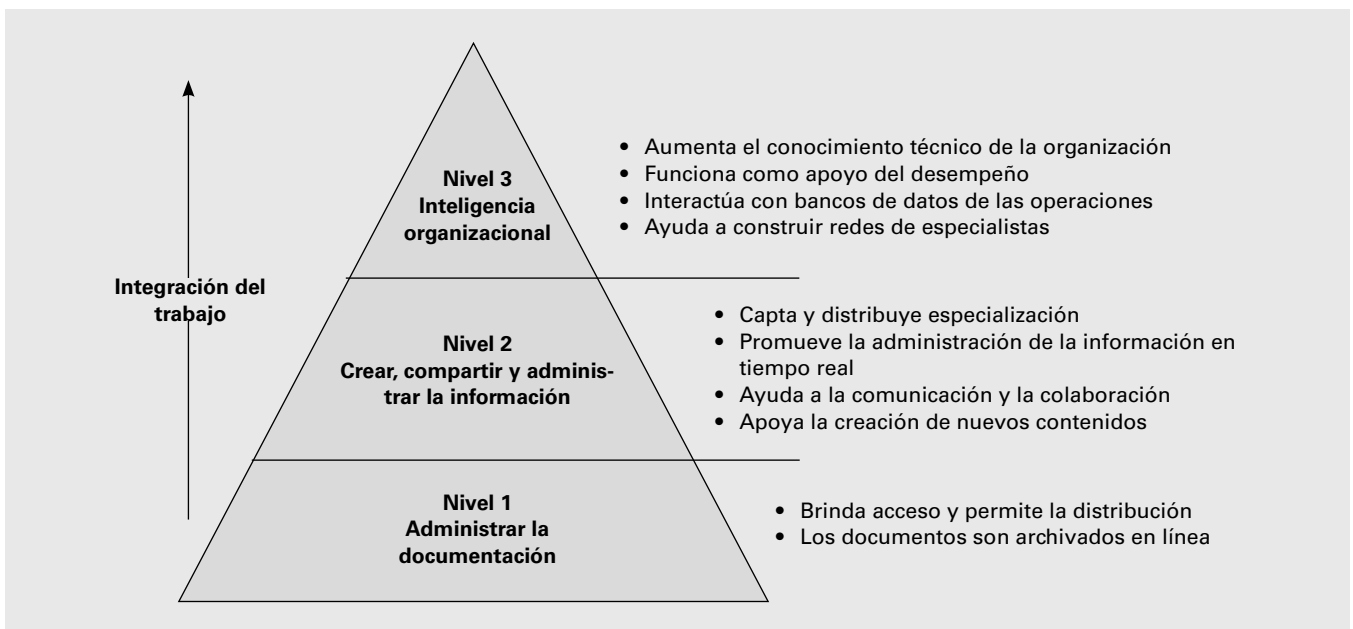 Nivel 3
Inteligencia
organizacional
• Aumenta el conocimiento técnico de la organización
• Funciona como apoyo del desempeño
• Interactúa con bancos de datos de las operaciones
• Ayuda a construir redes de especialistas
Integración del
trabajo
Nivel 2
Crear, compartir y adminis-
trar la información
• Capta y distribuye especialización
• Promueve la administración de la información en
tiempo real
• Ayuda a la comunicación y la colaboración
• Apoya la creación de nuevos contenidos
Nivel 1
Administrar la
documentación
• Brinda acceso y permite la distribución
• Los documentos son archivados en línea